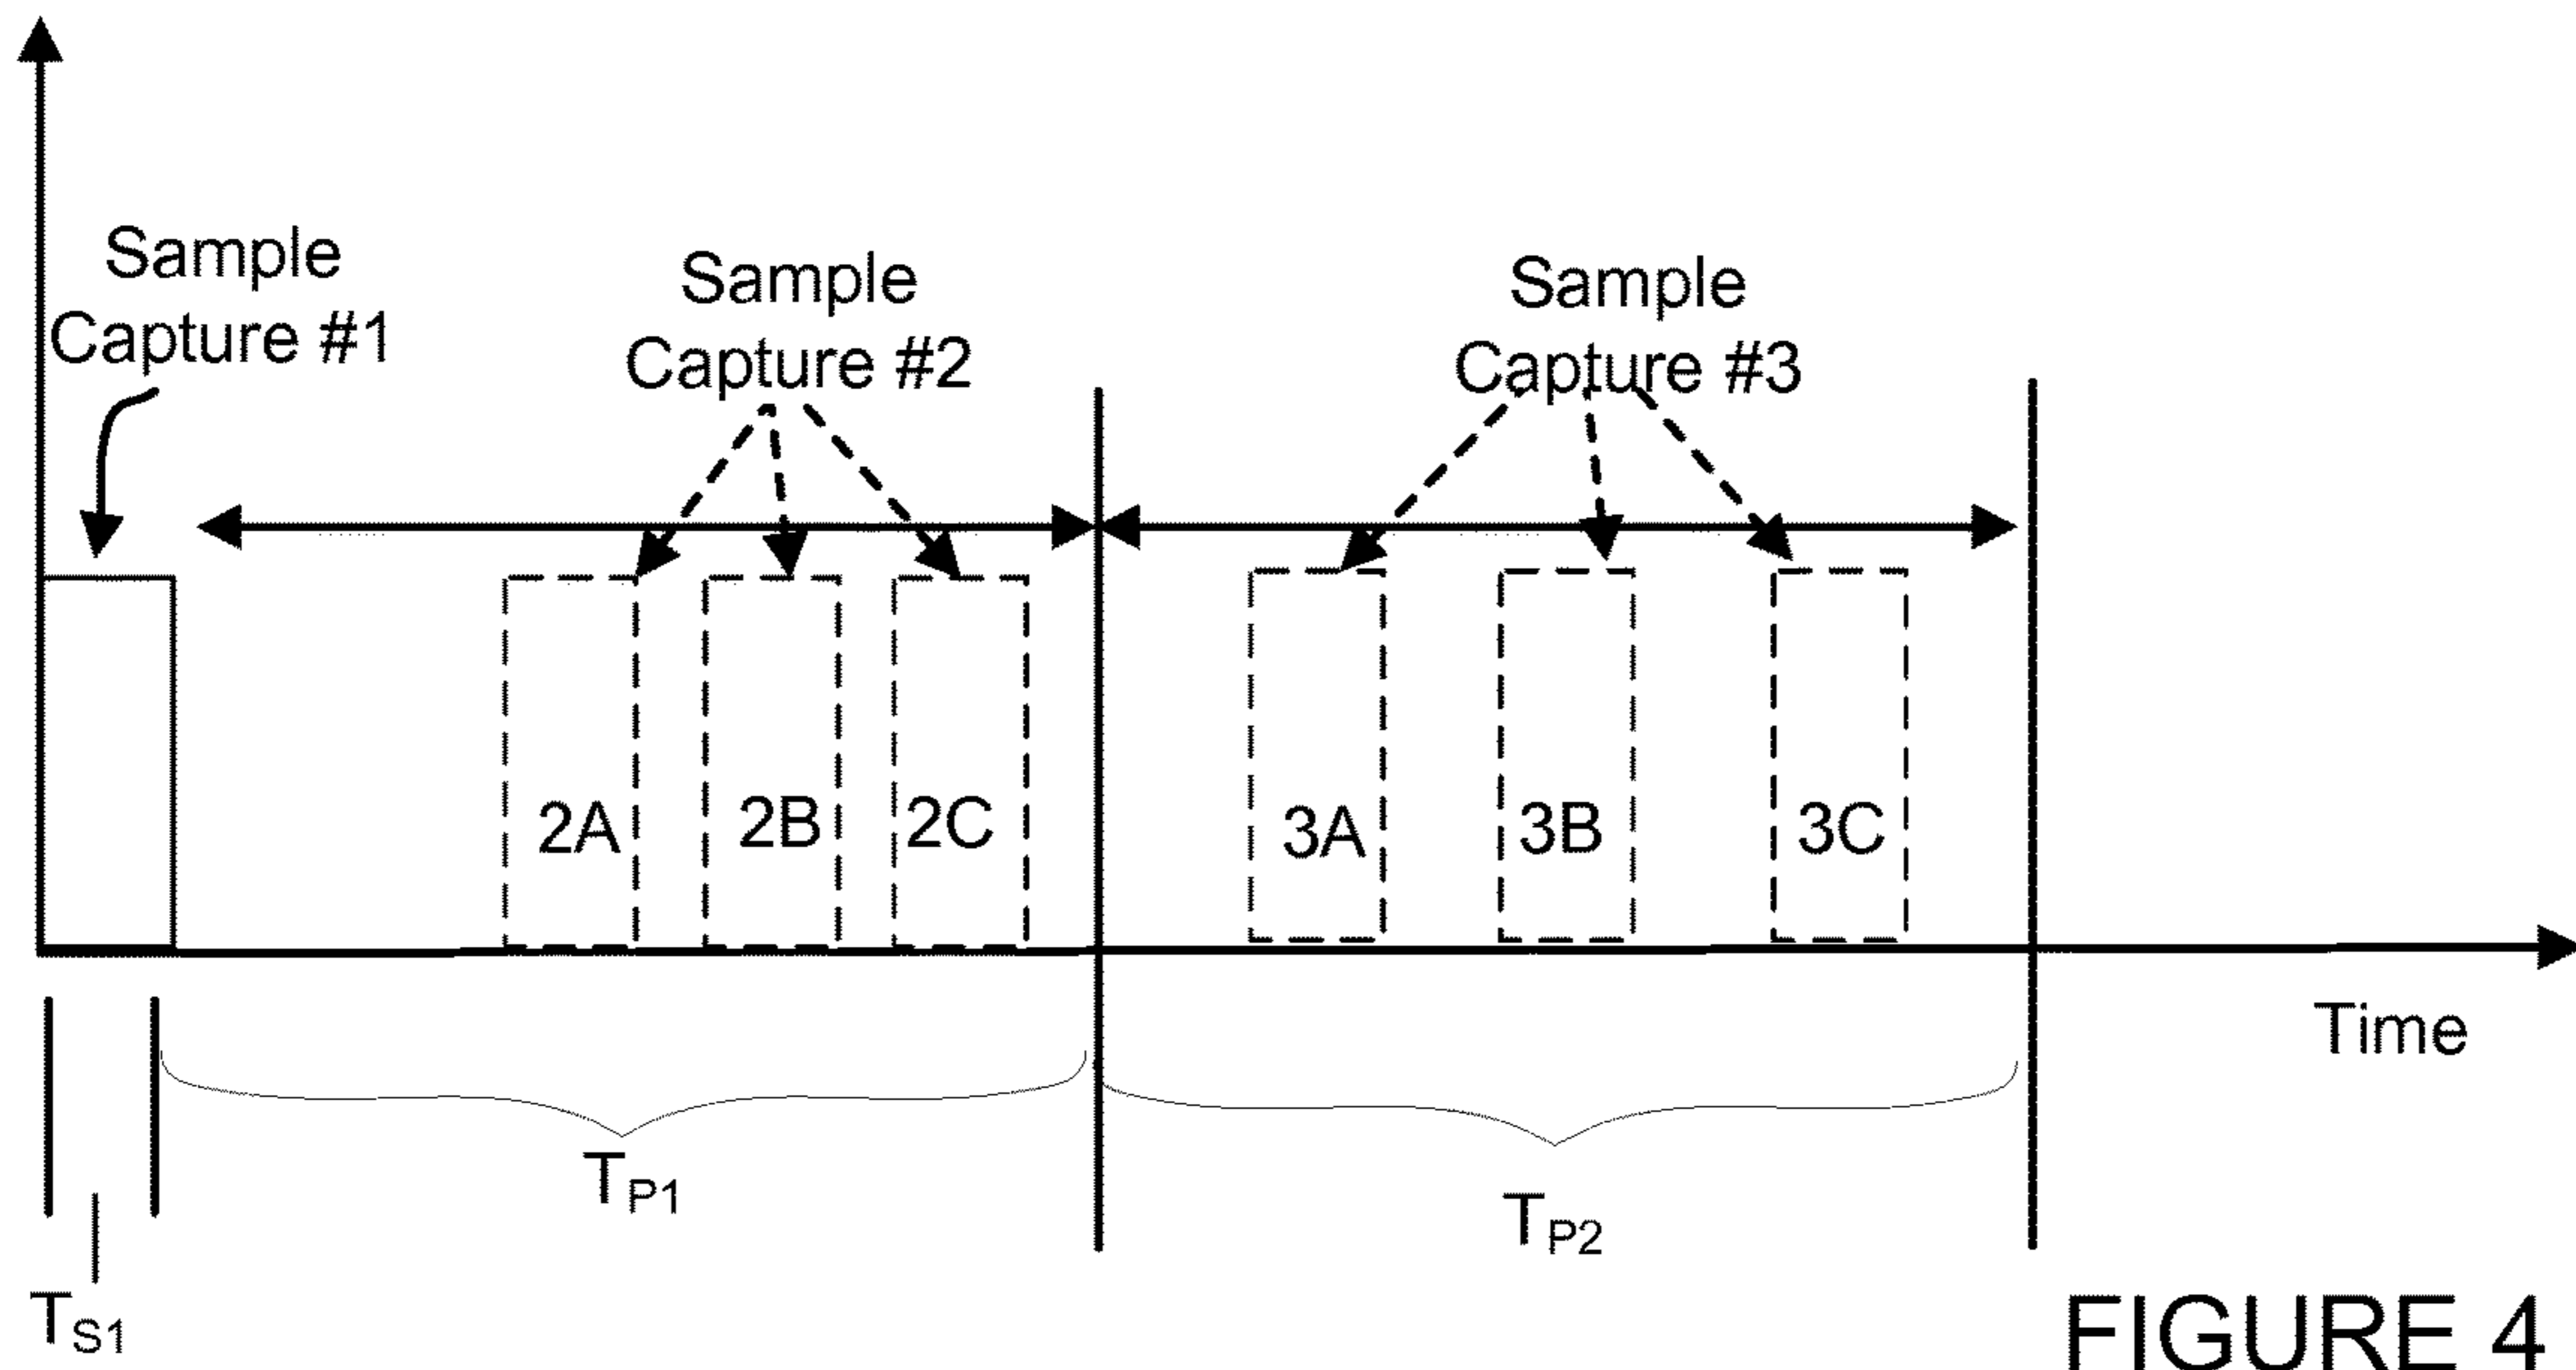 Sample
Capture #1
Sample
Capture #2
Sample
Capture #3
2A
2B
2C
3A
3B
3C
Time
TP1
TP2
TS1
FIGURE 4